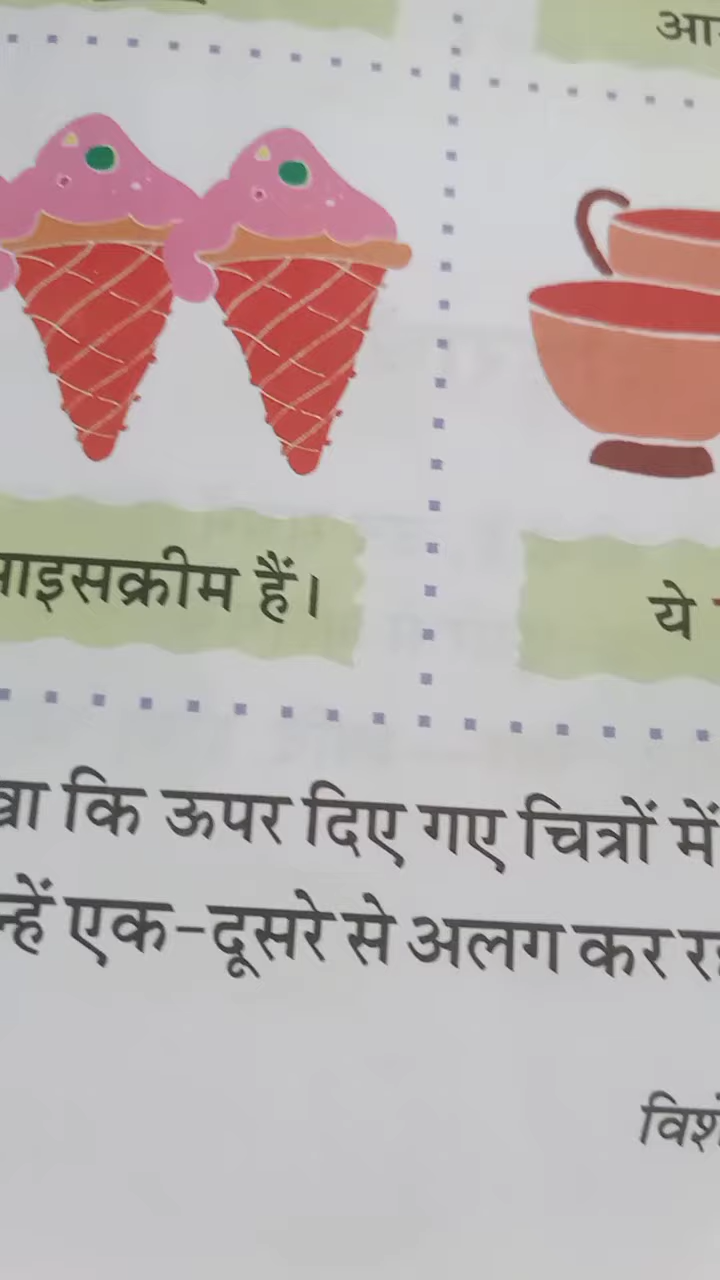 आइसक्रीम हैं।
ये
कि ऊपर दिए गए चित्रों में
एक-दूसरे से अलग कर